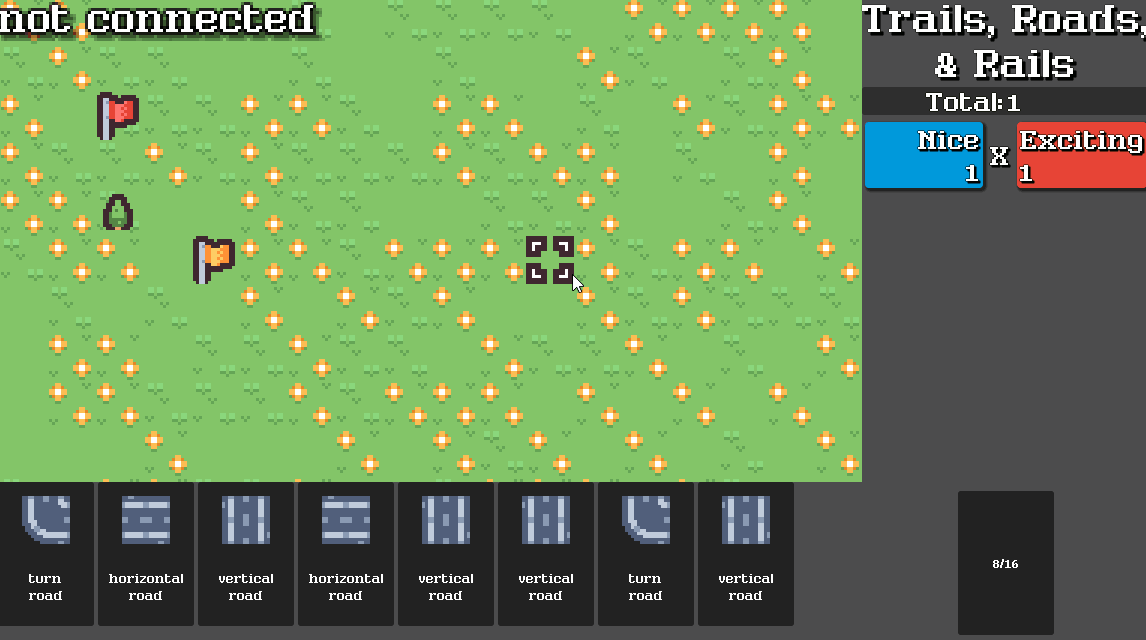 not connected
Trails, Roads,
& Rails
Total:1
Nice
1
X
Exciting
1
turn
road
horizontal
road
vertical
road
horizontal
road
vertical
road
vertical
road
turn
road
vertical
road
8/16